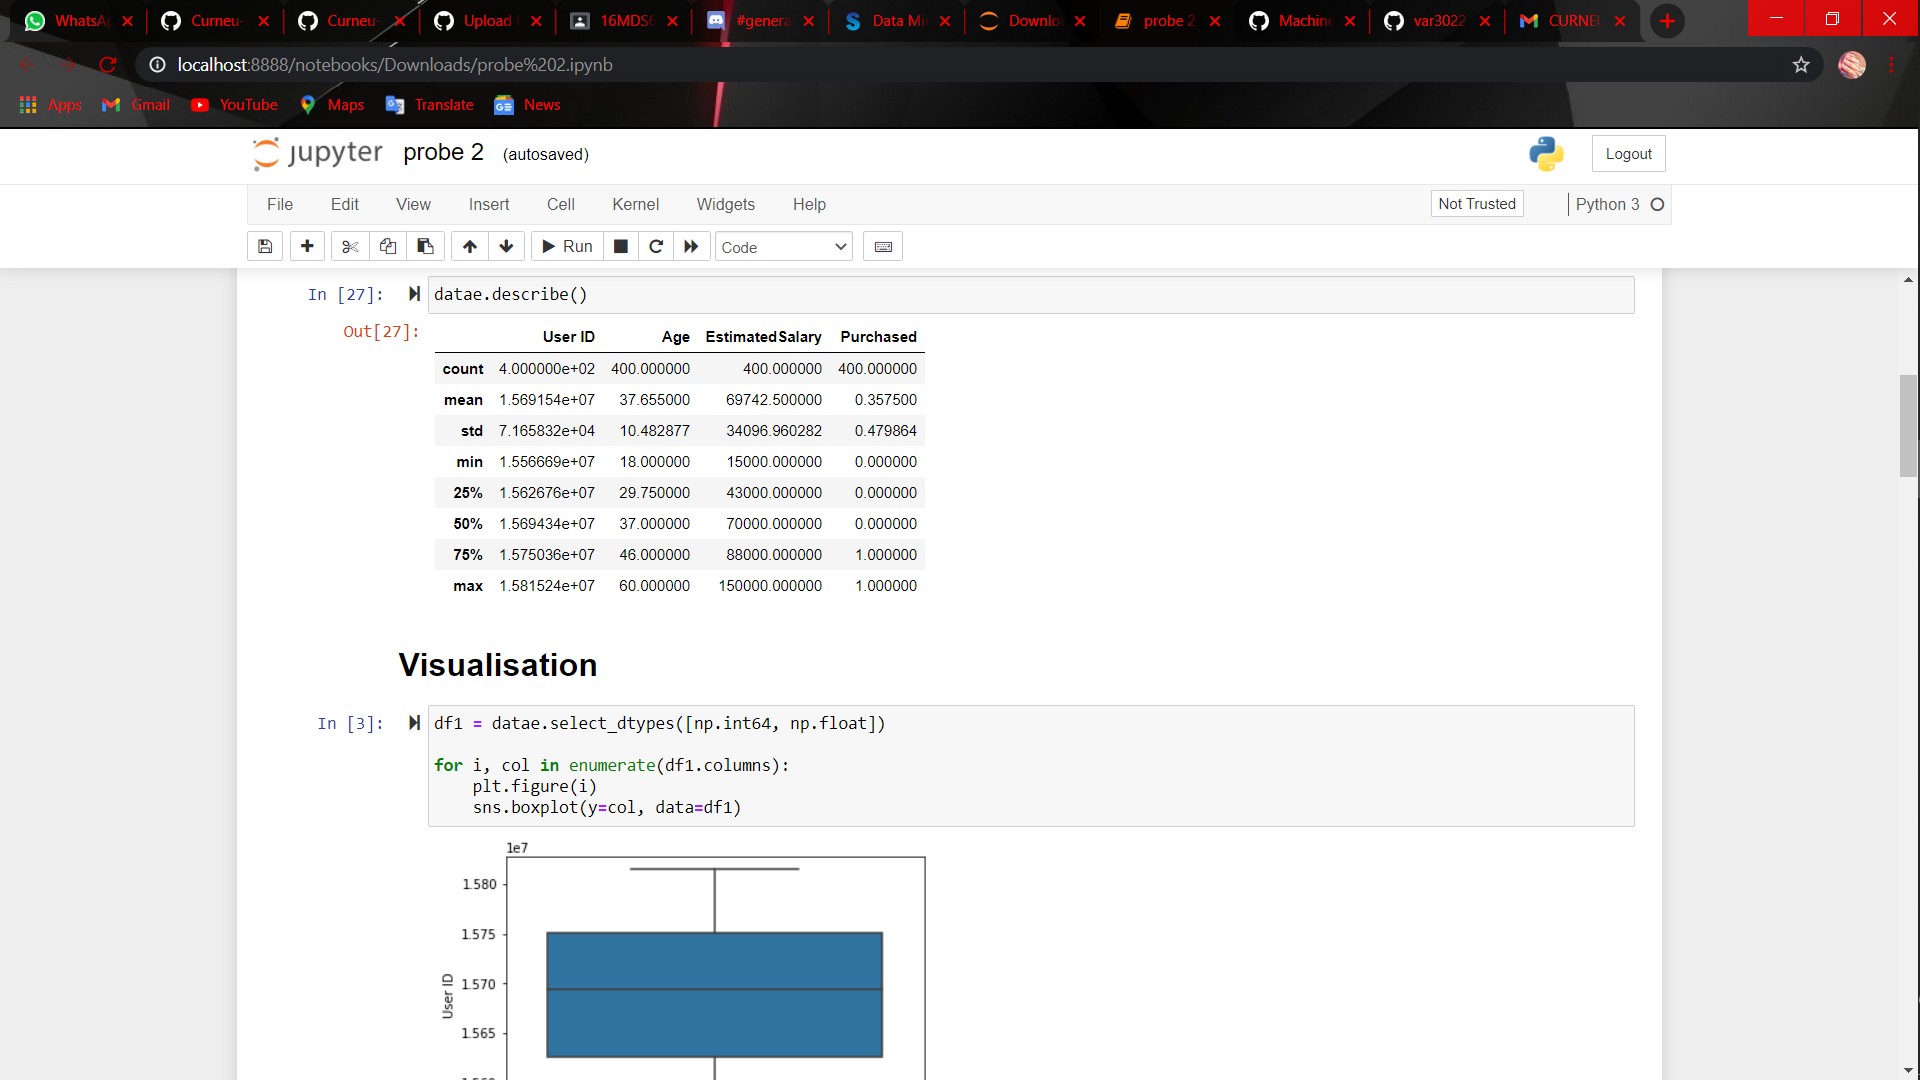 WhatsA Curneu- Curneu- Upload 16MDS6 #genera Data Mi Downlo probe 2 Machine var3022 CURNEU
localhost:8888/notebooks/Downloads/probe%202.ipynb
Apps Gmail YouTube Maps Translate News
jupyter probe 2 (autosaved) Logout
File Edit View Insert Cell Kernel Widgets Help Not Trusted Python 3
Run Code
In [27]: datae.describe()
Out[27]:
User ID Age EstimatedSalary Purchased
count 4.000000e+02 400.000000 400.000000 400.000000
mean 1.569154e+07 37.655000 69742.500000 0.357500
std 7.165832e+04 10.482877 34096.960282 0.479864
min 1.556669e+07 18.000000 15000.000000 0.000000
25% 1.562676e+07 29.750000 43000.000000 0.000000
50% 1.569434e+07 37.000000 70000.000000 0.000000
75% 1.575036e+07 46.000000 88000.000000 1.000000
max 1.581524e+07 60.000000 150000.000000 1.000000
Visualisation
In [3]: df1 = datae.select_dtypes([np.int64, np.float])
for i, col in enumerate(df1.columns):
    plt.figure(i)
    sns.boxplot(y=col, data=df1)
1e7
1.580
1.575
1.570
User ID
1.565